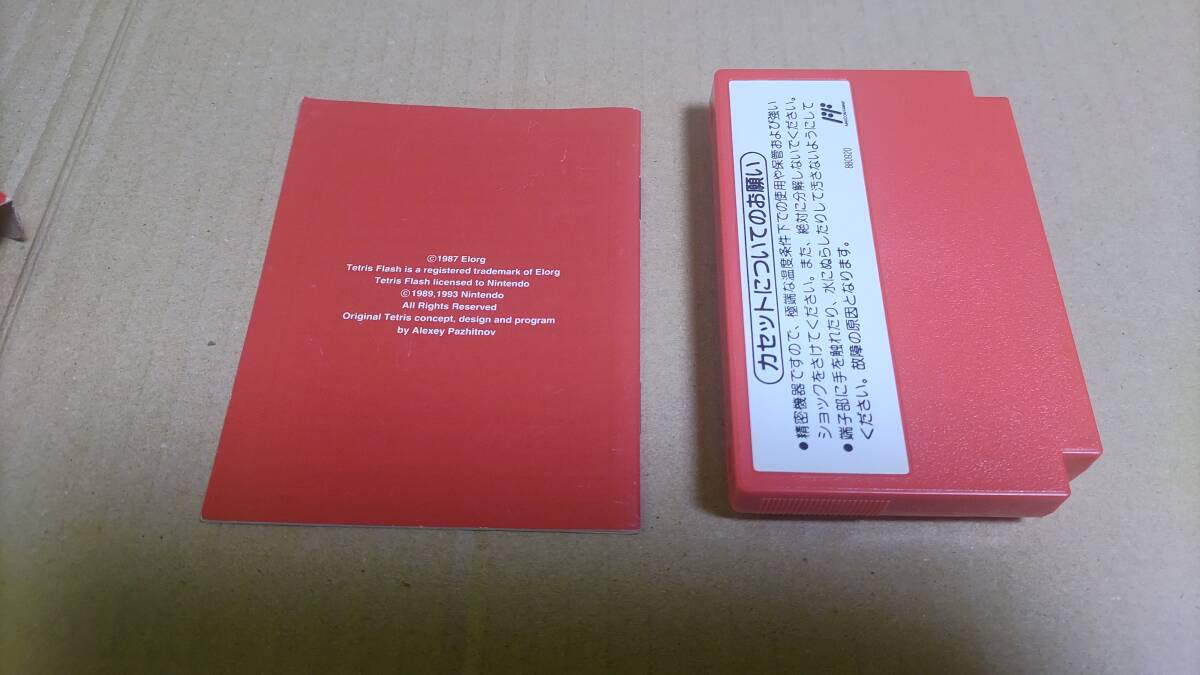 ©1987 Elorg
Tetris Flash is a registered trademark of Elorg
Tetris Flash licensed to Nintendo
©1989,1993 Nintendo
All Rights Reserved
Original Tetris concept, design and program
by Alexey Pazhitnov
カセットについてのお願い
●精密機器ですので、極端な温度条件下での使用や保管および強い
ショックをさけてください。また、絶対に分解しないでください。
●端子部に手を触れたり、水にぬらしたりして汚さないようにして
ください。故障の原因となります。